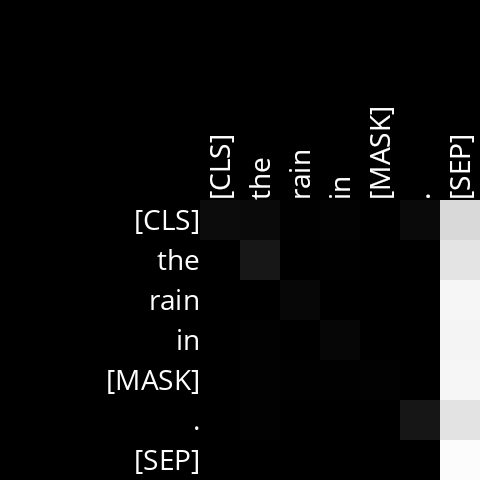 [CLS] the rain in [MASK] . [SEP]
[CLS]
the
rain
in
[MASK]
.
[SEP]